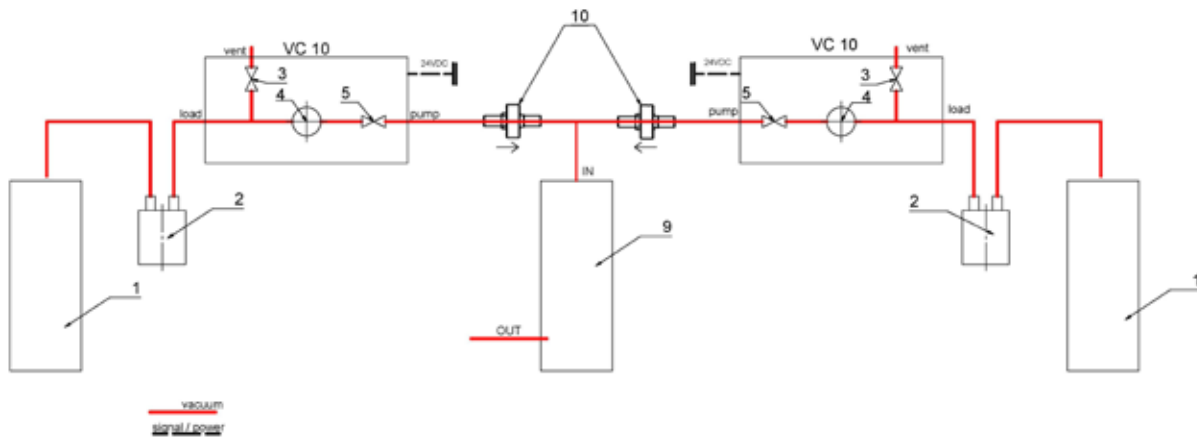 10
VC 10
VC 10
vent
vent
24VDC
24VDC
3
3
4
5
5
4
load
pump
pump
load
IN
2
2
9
1
1
OUT
vacuum
signal / power